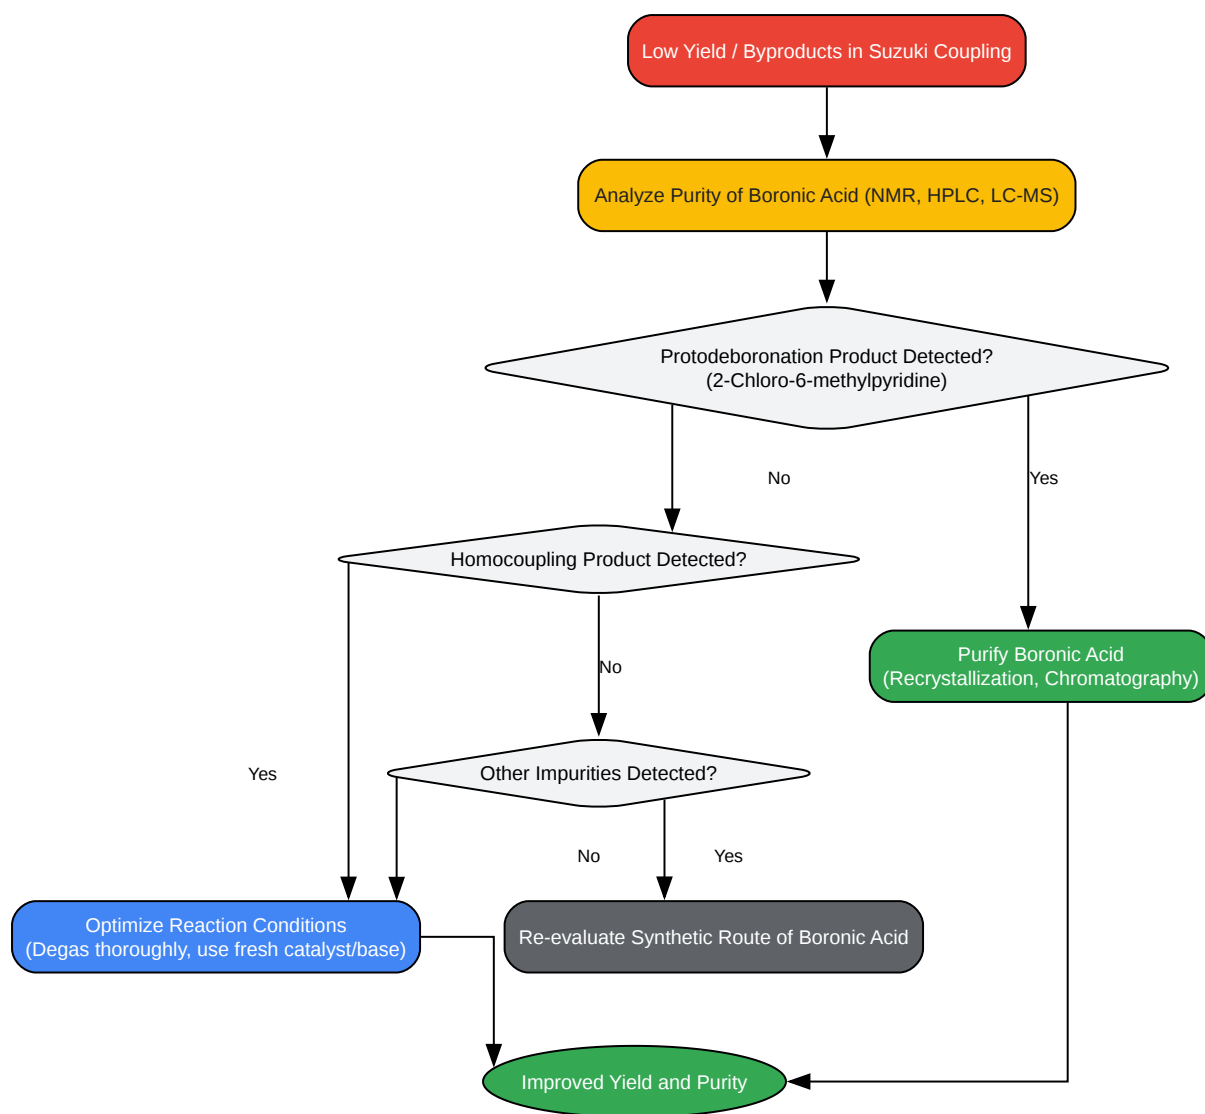 Low Yield / Byproducts in Suzuki Coupling
Analyze Purity of Boronic Acid (NMR, HPLC, LC-MS)
Protodeboronation Product Detected?
(2-Chloro-6-methylpyridine)
No
Yes
Homocoupling Product Detected?
No
Purify Boronic Acid
(Recrystallization, Chromatography)
Yes
Other Impurities Detected?
No
Yes
Optimize Reaction Conditions
(Degas thoroughly, use fresh catalyst/base)
Re-evaluate Synthetic Route of Boronic Acid
Improved Yield and Purity